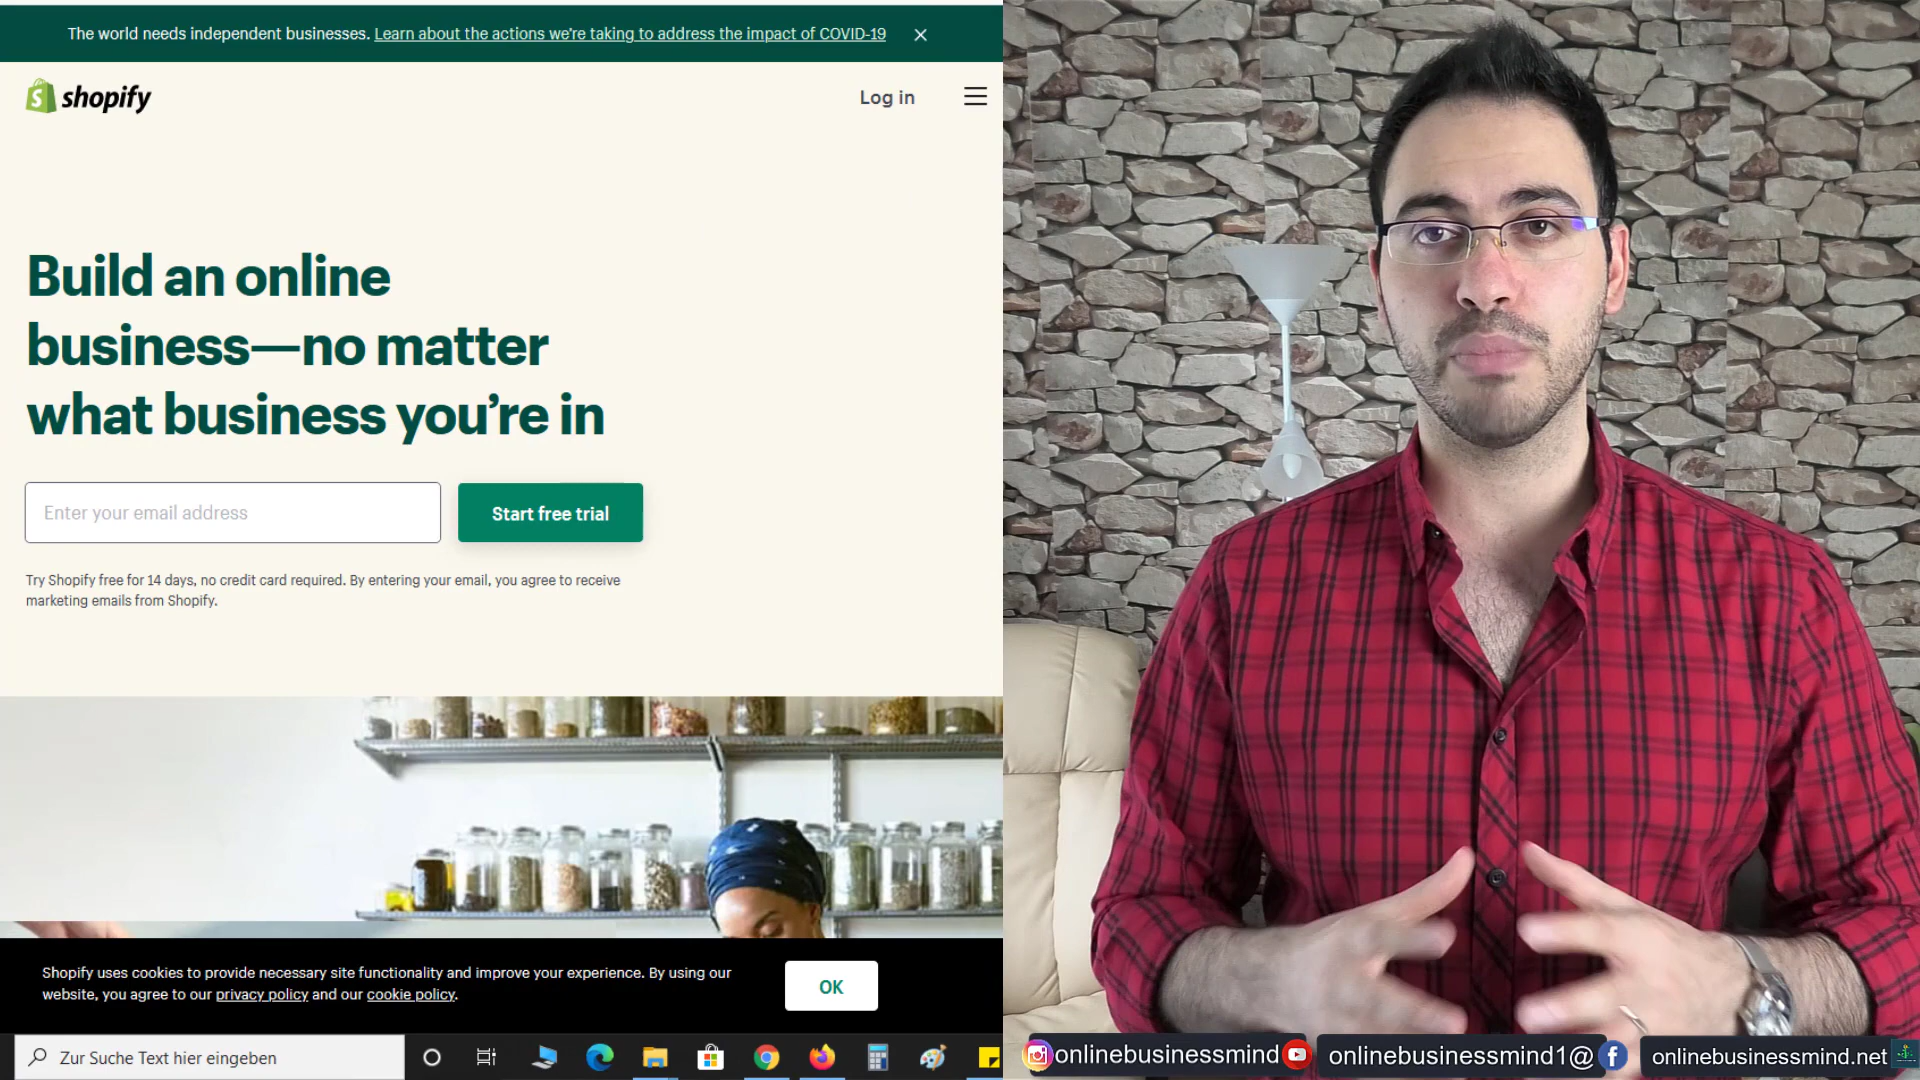 The world needs independent businesses. Learn about the actions we're taking to address the impact of COVID-19
shopify
Log in
Build an online
business—no matter
what business you're in
Enter your email address
Start free trial
Try Shopify free for 14 days, no credit card required. By entering your email, you agree to receive
marketing emails from Shopify.
Shopify uses cookies to provide necessary site functionality and improve your experience. By using our
website, you agree to our privacy policy and our cookie policy.
OK
Zur Suche Text hier eingeben
onlinebusinessmind
onlinebusinessmind1@
onlinebusinessmind.net